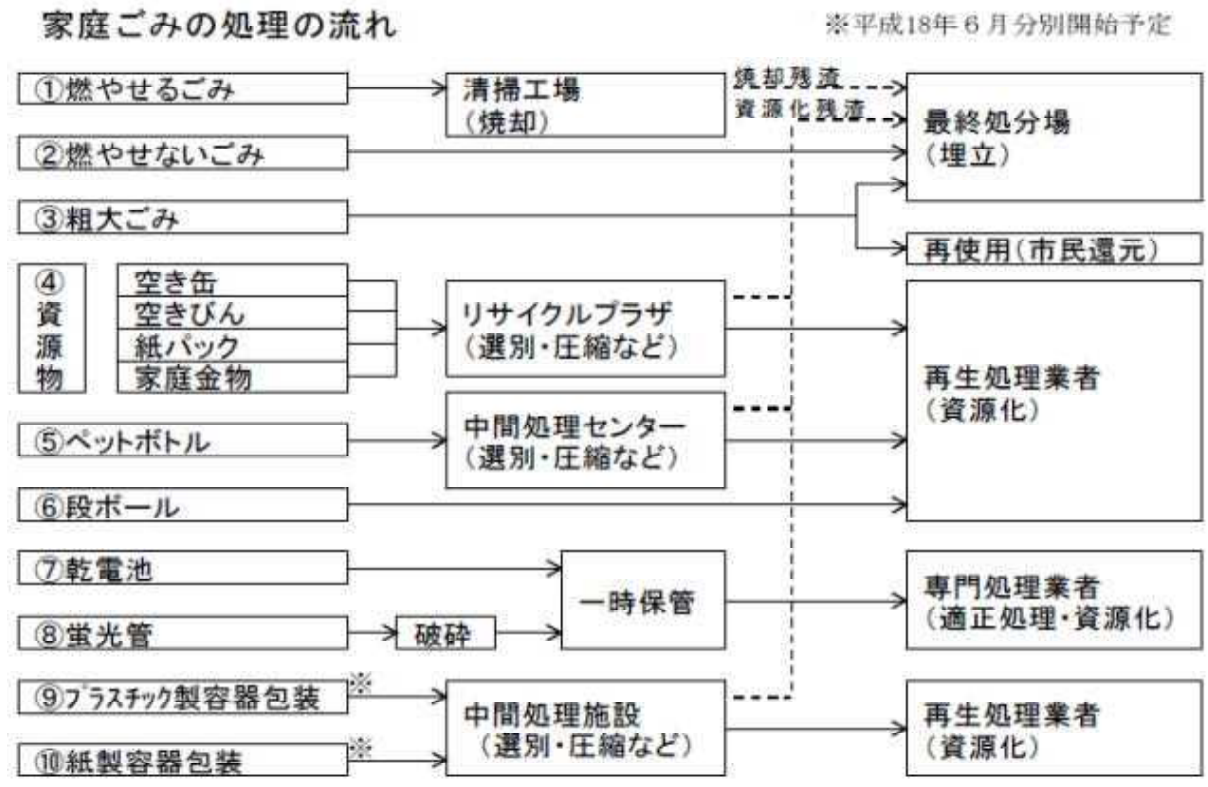 家庭ごみの処理の流れ
※平成18年6月分別開始予定
①燃やせるごみ
清掃工場
(焼却)
焼却残渣
資源化残渣
最終処分場
(埋立)
②燃やせないごみ
③粗大ごみ
再使用(市民還元)
④資源物
空き缶
空きびん
紙パック
家庭金物
リサイクルプラザ
(選別・圧縮など)
再生処理業者
(資源化)
⑤ペットボトル
中間処理センター
(選別・圧縮など)
⑥段ボール
⑦乾電池
一時保管
専門処理業者
(適正処理・資源化)
⑧蛍光管
破砕
⑨プラスチック製容器包装
※
中間処理施設
(選別・圧縮など)
再生処理業者
(資源化)
⑩紙製容器包装
※